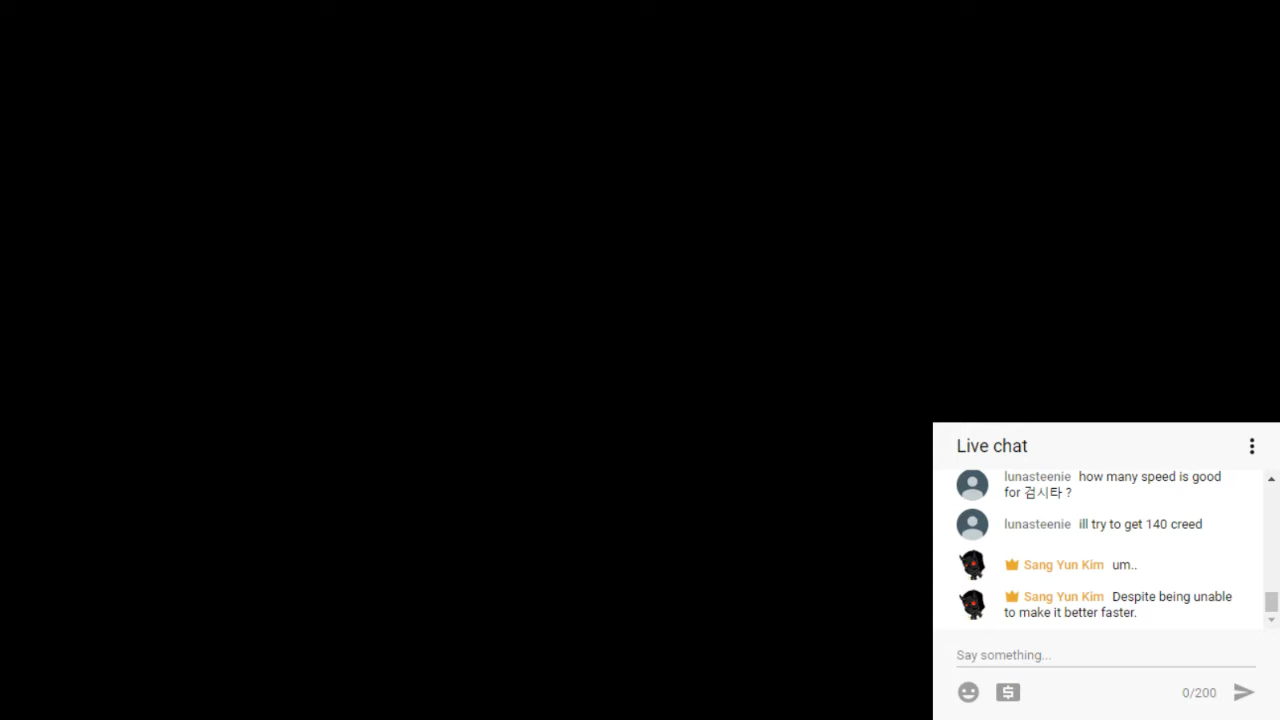 Live chat
lunasteenie how many speed is good
for 검시타 ?
lunasteenie ill try to get 140 creed
Sang Yun Kim um..
Sang Yun Kim Despite being unable
to make it better faster.
Say something...
0/200